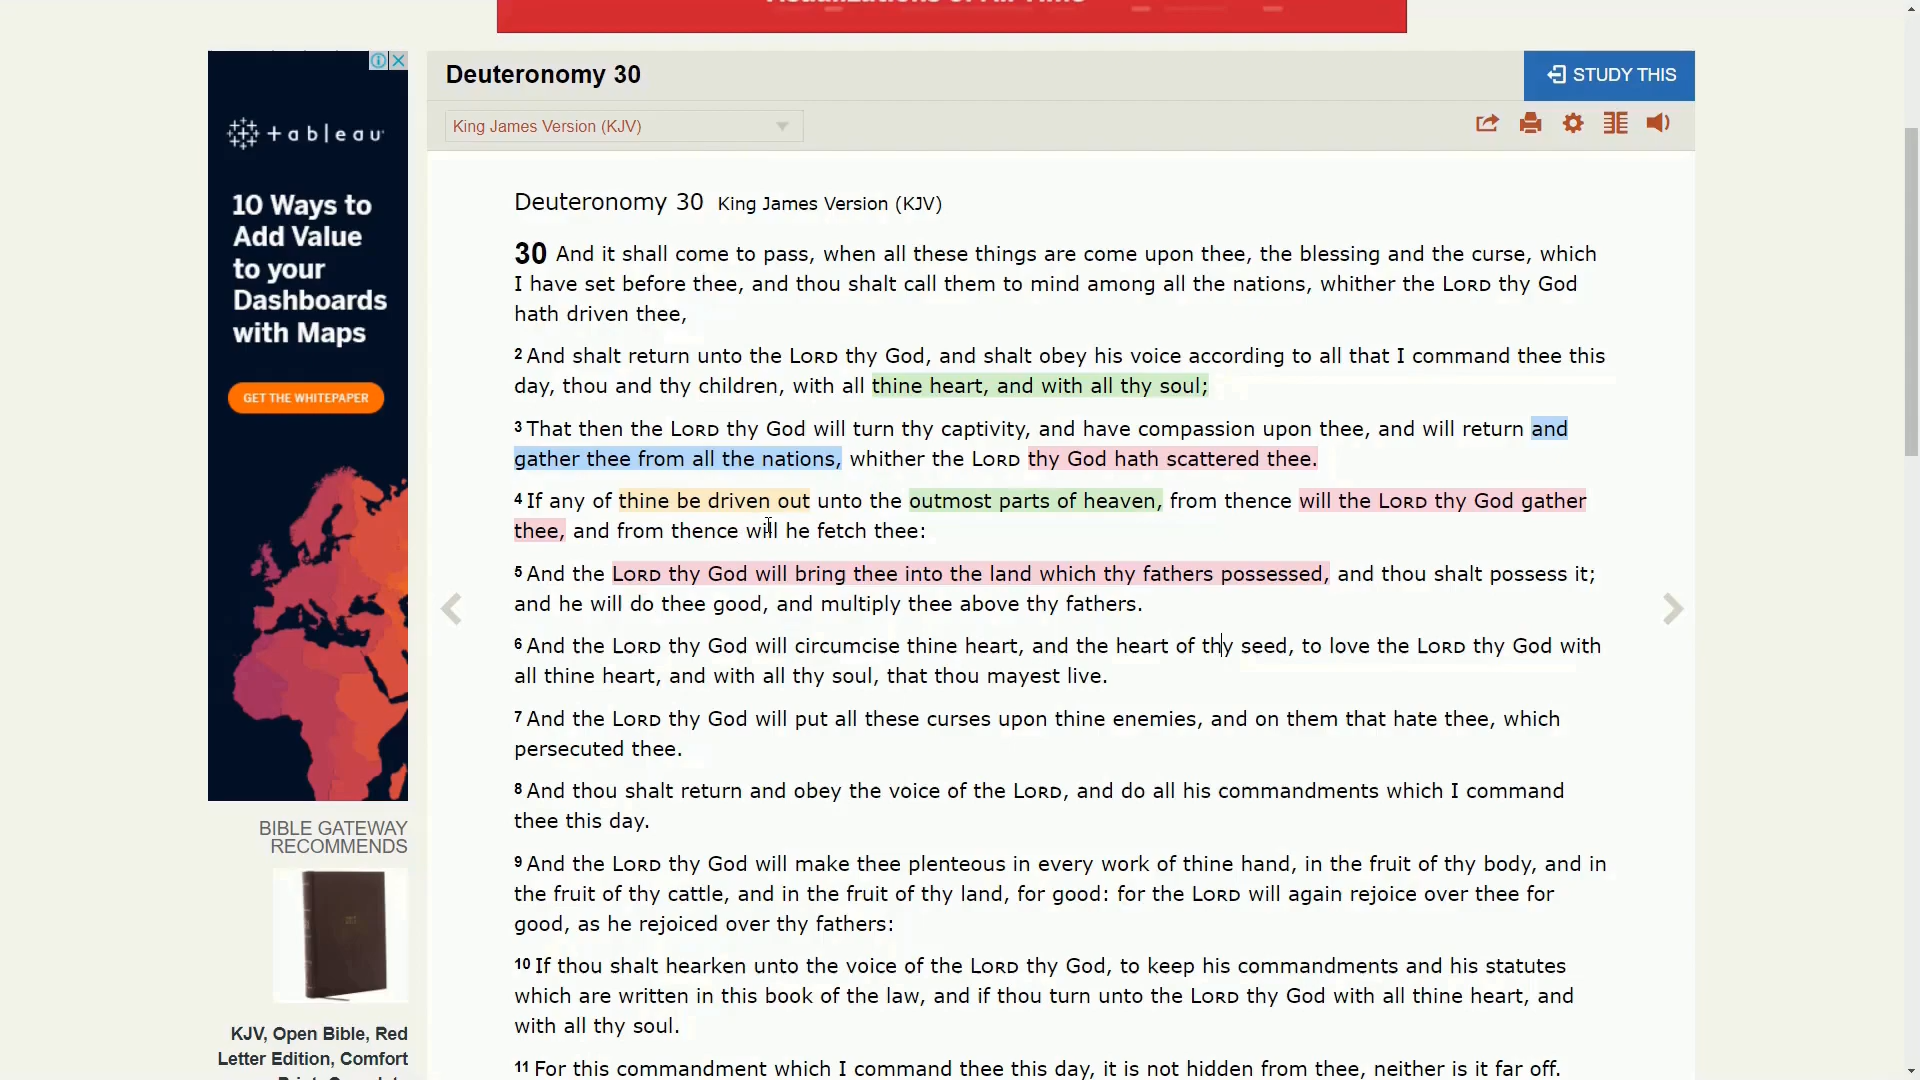 Visualizations of All Time
Deuteronomy 30
STUDY THIS
King James Version (KJV)
tableau
10 Ways to
Add Value
to your
Dashboards
with Maps
GET THE WHITEPAPER
BIBLE GATEWAY
RECOMMENDS
KJV, Open Bible, Red
Letter Edition, Comfort
Deuteronomy 30 King James Version (KJV)
30 And it shall come to pass, when all these things are come upon thee, the blessing and the curse, which
I have set before thee, and thou shalt call them to mind among all the nations, whither the LORD thy God
hath driven thee,
2 And shalt return unto the LORD thy God, and shalt obey his voice according to all that I command thee this
day, thou and thy children, with all thine heart, and with all thy soul;
3 That then the LORD thy God will turn thy captivity, and have compassion upon thee, and will return and
gather thee from all the nations, whither the LORD thy God hath scattered thee.
4 If any of thine be driven out unto the outmost parts of heaven, from thence will the LORD thy God gather
thee, and from thence will he fetch thee:
5 And the LORD thy God will bring thee into the land which thy fathers possessed, and thou shalt possess it;
and he will do thee good, and multiply thee above thy fathers.
6 And the LORD thy God will circumcise thine heart, and the heart of thy seed, to love the LORD thy God with
all thine heart, and with all thy soul, that thou mayest live.
7 And the LORD thy God will put all these curses upon thine enemies, and on them that hate thee, which
persecuted thee.
8 And thou shalt return and obey the voice of the LORD, and do all his commandments which I command
thee this day.
9 And the LORD thy God will make thee plenteous in every work of thine hand, in the fruit of thy body, and in
the fruit of thy cattle, and in the fruit of thy land, for good: for the LORD will again rejoice over thee for
good, as he rejoiced over thy fathers:
10 If thou shalt hearken unto the voice of the LORD thy God, to keep his commandments and his statutes
which are written in this book of the law, and if thou turn unto the LORD thy God with all thine heart, and
with all thy soul.
11 For this commandment which I command thee this day, it is not hidden from thee, neither is it far off.